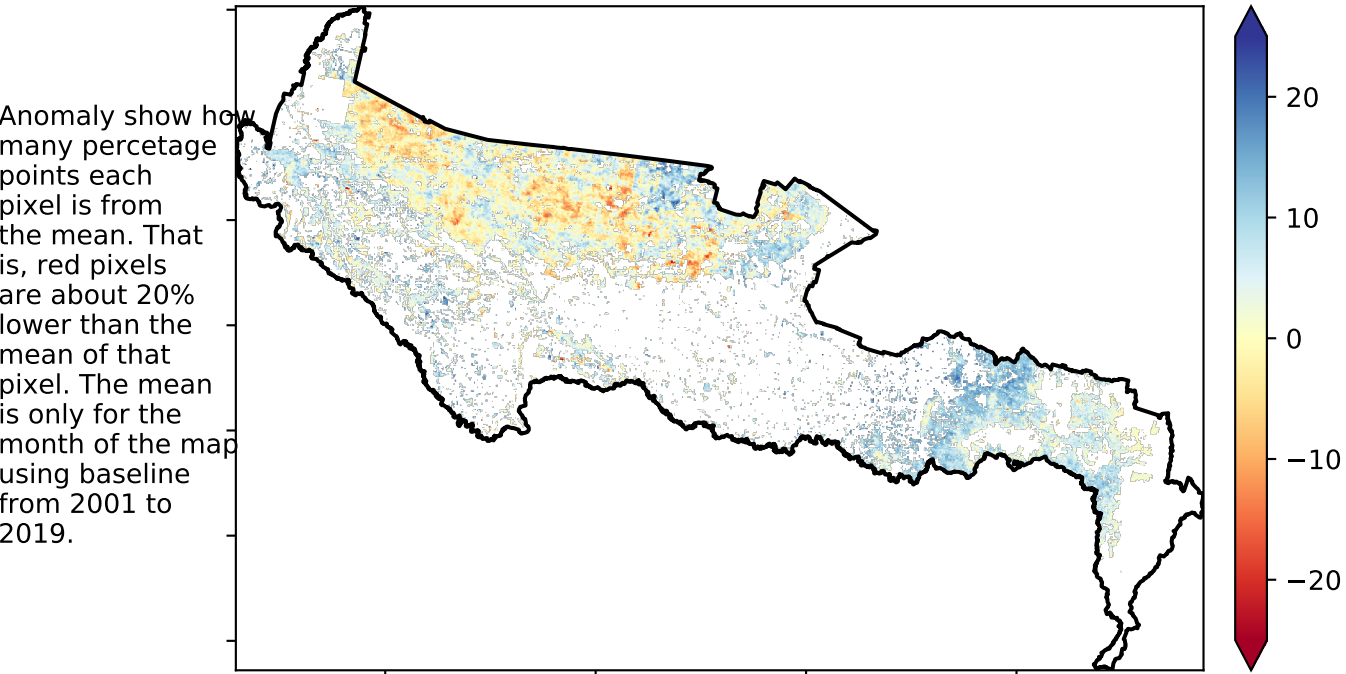 Anomaly show how
many percetage
points each
pixel is from
the mean. That
is, red pixels
are about 20%
lower than the
mean of that
pixel. The mean
is only for the
month of the map
using baseline
from 2001 to
2019.
20
10
0
−10
−20